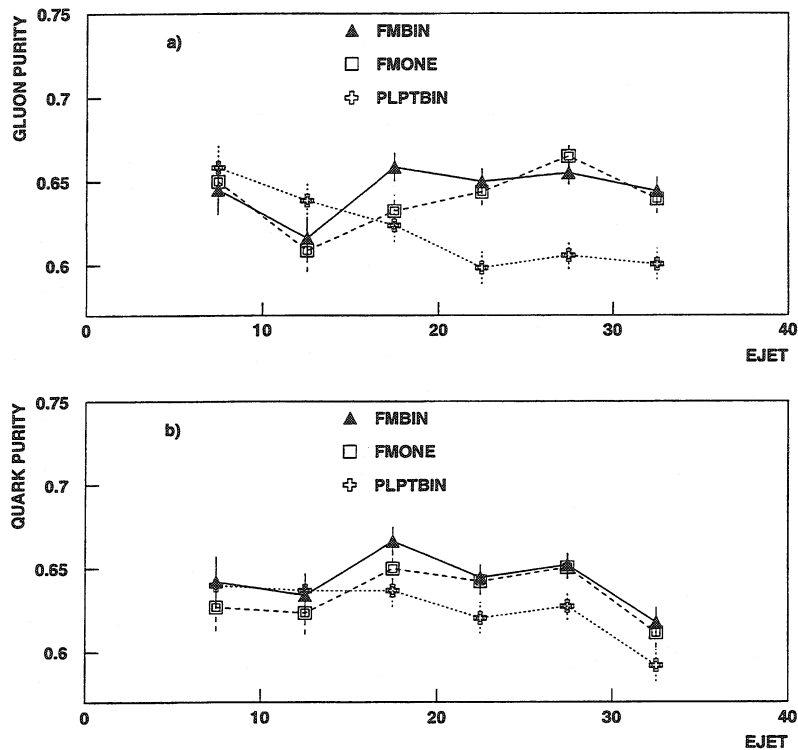 GLUON PURITY
0.75
0.7
0.65
0.6
a)
FMBIN
FMONE
PLPTBIN
0
10
20
30
40
EJET
QUARK PURITY
0.75
0.7
0.65
0.6
b)
FMBIN
FMONE
PLPTBIN
0
10
20
30
40
EJET